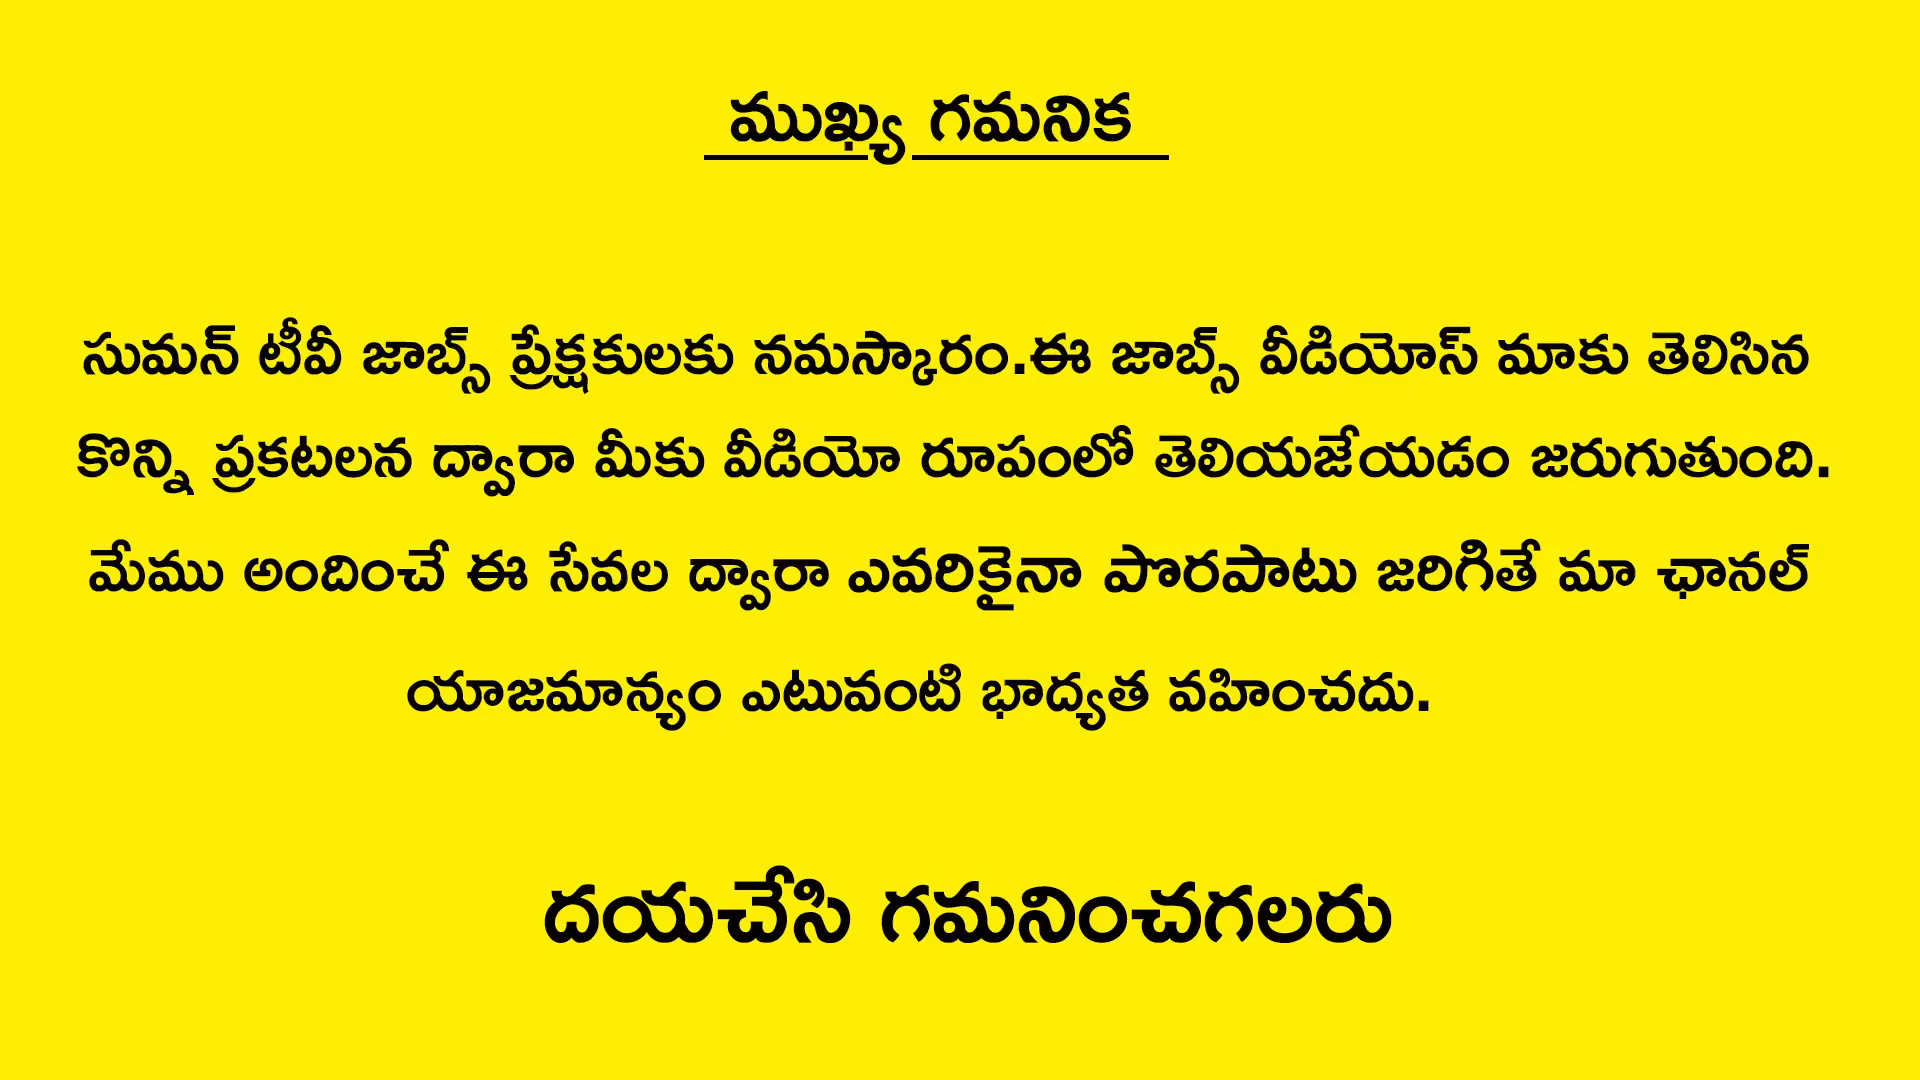 ముఖ్య గమనిక
సుమన్ టీవీ జాబ్స్ ప్రేక్షకులకు నమస్కారం.ఈ జాబ్స్ వీడియోస్ మాకు తెలిసిన
కొన్ని ప్రకటలన ద్వారా మీకు వీడియో రూపంలో తెలియజేయడం జరుగుతుంది.
మేము అందించే ఈ సేవల ద్వారా ఎవరికైనా పొరపాటు జరిగితే మా ఛానల్
యాజమాన్యం ఎటువంటి భాద్యత వహించదు.
దయచేసి గమనించగలరు